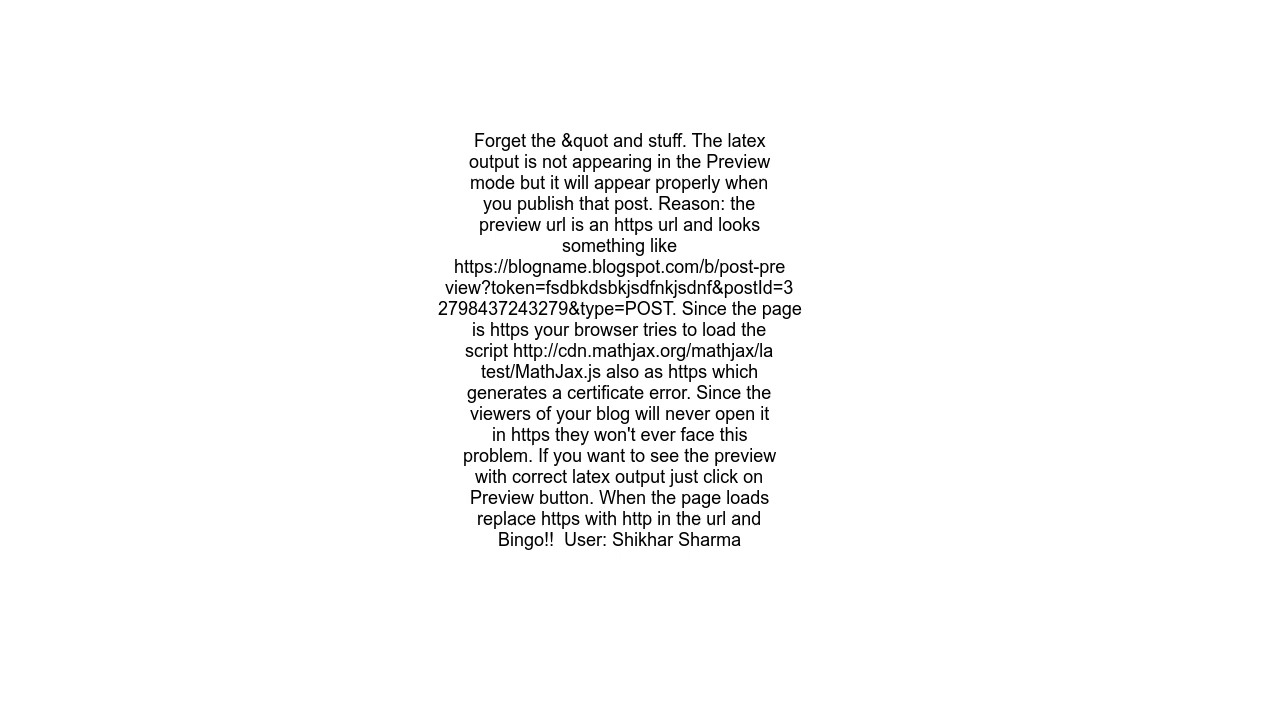 Forget the &quot and stuff. The latex
output is not appearing in the Preview
mode but it will appear properly when
you publish that post. Reason: the
preview url is an https url and looks
something like
https://blogname.blogspot.com/b/post-pre
view?token=fsdbkdsbkjsdfnkjsdnf&postId=3
2798437243279&type=POST. Since the page
is https your browser tries to load the
script http://cdn.mathjax.org/mathjax/la
test/MathJax.js also as https which
generates a certificate error. Since the
viewers of your blog will never open it
in https they won't ever face this
problem. If you want to see the preview
with correct latex output just click on
Preview button. When the page loads
replace https with http in the url and
Bingo!!  User: Shikhar Sharma